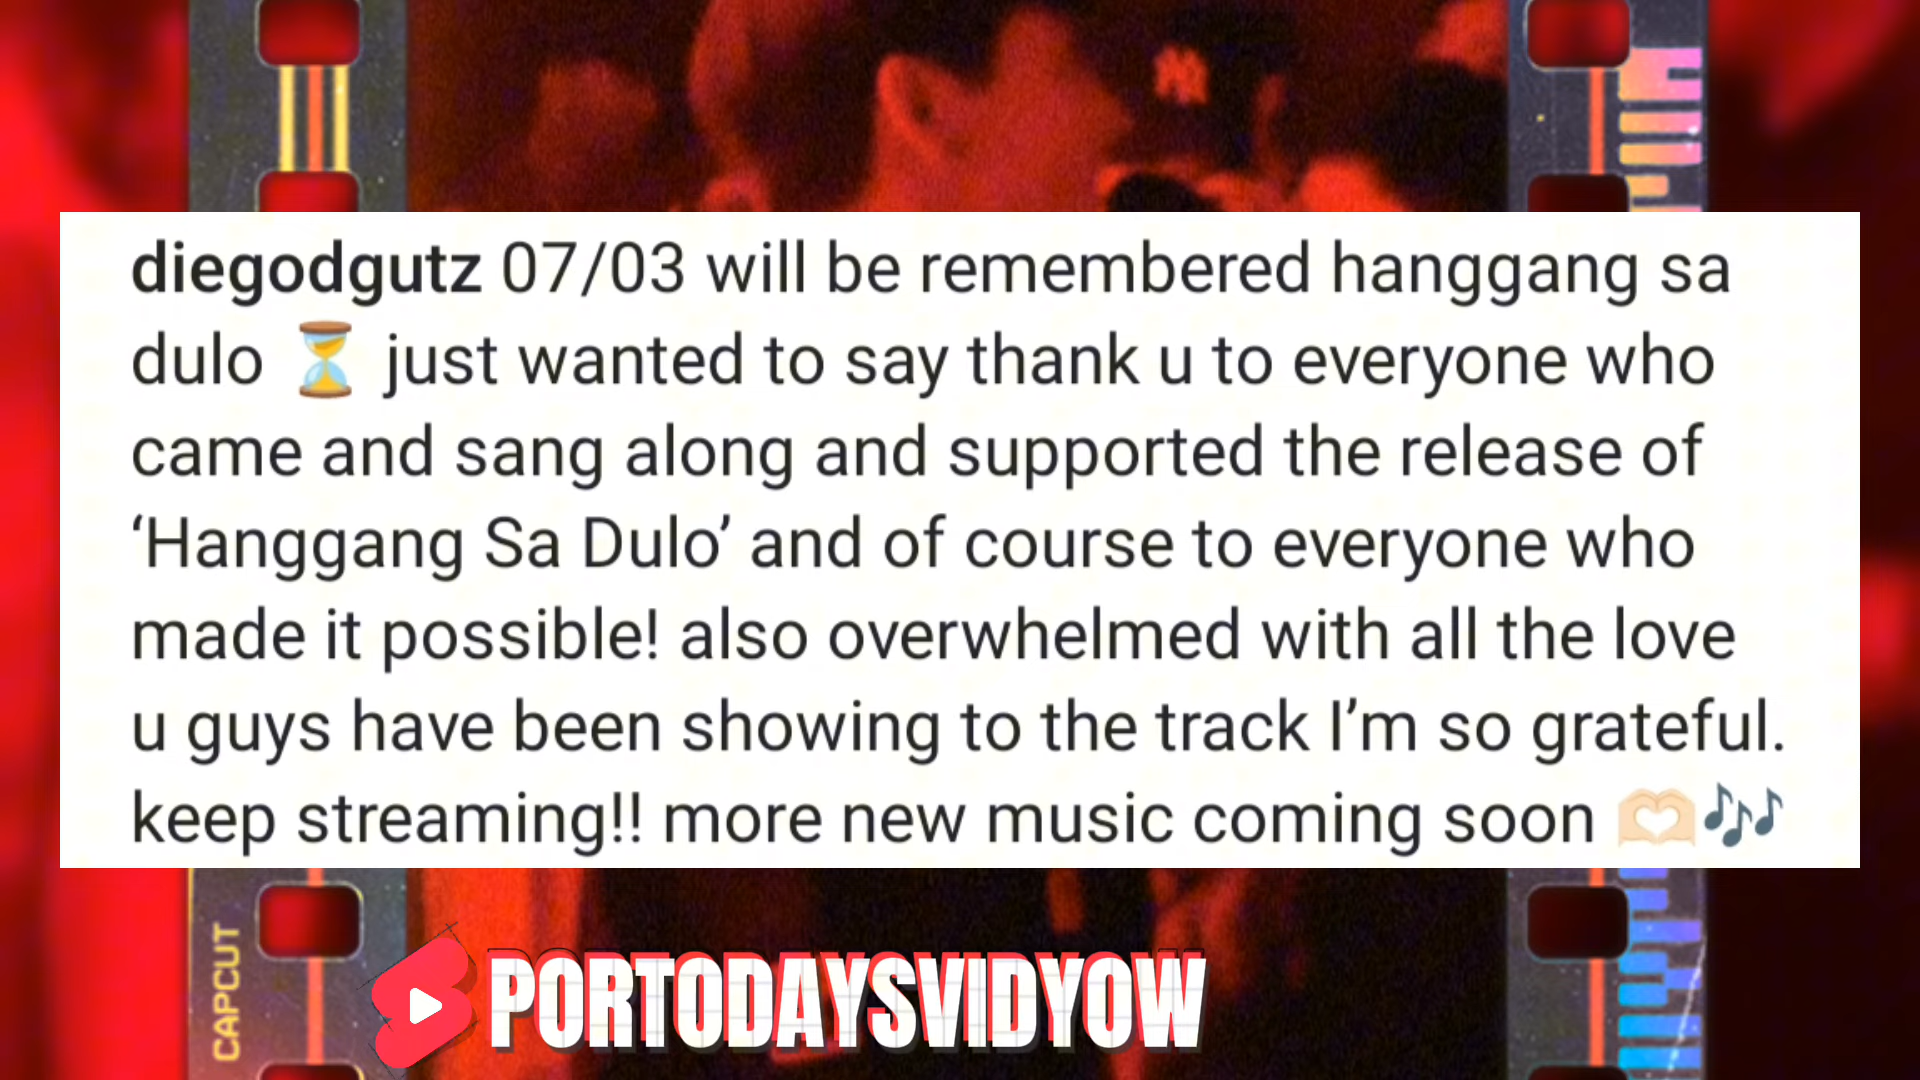 diegodgutz 07/03 will be remembered hanggang sa
dulo ⏳ just wanted to say thank u to everyone who
came and sang along and supported the release of
‘Hanggang Sa Dulo’ and of course to everyone who
made it possible! also overwhelmed with all the love
u guys have been showing to the track I’m so grateful.
keep streaming!! more new music coming soon 🫶🏻🎶
CAPCUT
PORTODAYSVIDYOW